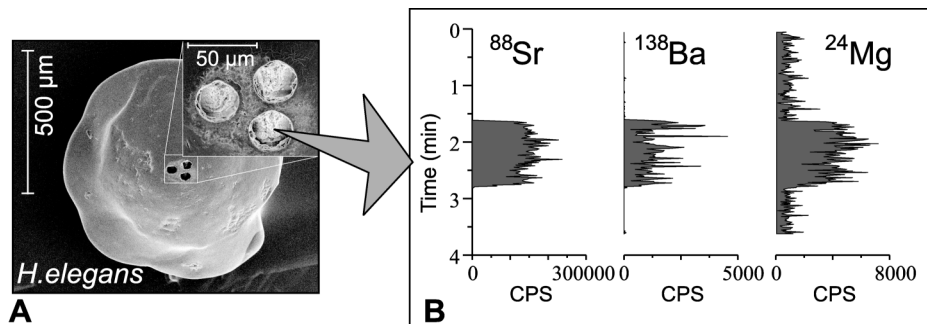 500 µm
50 µm
H.elegans
A
Time (min)
0
1
2
3
4
⁸⁸Sr
0
300000
CPS
¹³⁸Ba
0
5000
CPS
²⁴Mg
0
8000
CPS
B